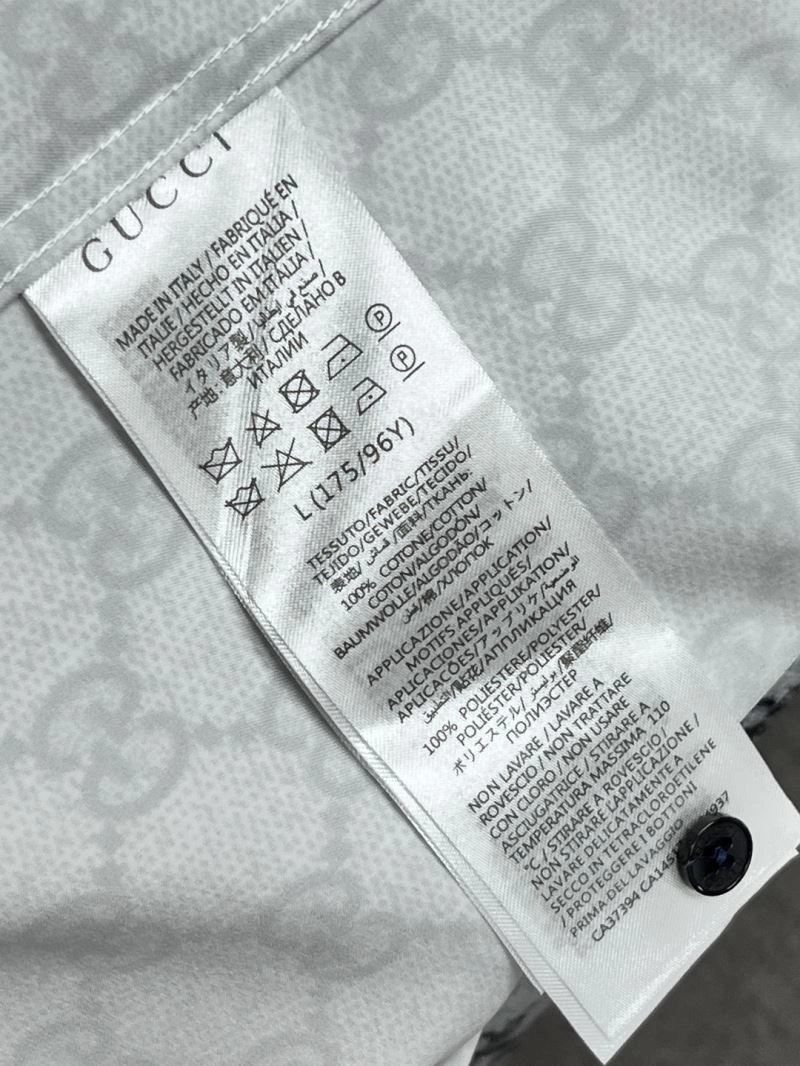 GUCCI
MADE IN ITALY / FABRIQUÉ EN
ITALIE / HECHO EN ITALIA /
HERGESTELLT IN ITALIEN /
FABRICADO EM ITALIA /
イタリア製 / صنع في إيطاليا /
产地: 意大利 / СДЕЛАНО В
ИТАЛИИ
P
P
L (175/96Y)
TESSUTO/FABRIC/TISSU/
TEJIDO/GEWEBE/TECIDO/
表地/قماش/面料/ТКАНЬ:
100% COTONE/COTTON/
COTON/ALGODÓN/
BAUMWOLLE/ALGODÃO/コットン/
قطن/棉/ХЛОПОК
APPLICAZIONE/APPLICATION/
MOTIFS APPLIQUÉS/
APLICACIONES/APPLIKATION/
APLICAÇÕES/アップリケ/
贴花/АППЛИКАЦИЯ
100% POLIESTERE/POLYESTER/
POLIÉSTER/POLIESTER/
ポリエステル/بوليستر/聚酯纤维/
ПОЛИЭСТЕР
NON LAVARE / LAVARE A
ROVESCIO / NON TRATTARE
CON CLORO / NON USARE
ASCIUGATRICE / STIRARE A
TEMPERATURA MASSIMA 110
°C / STIRARE A ROVESCIO /
NON STIRARE L'APPLICAZIONE /
LAVARE DELICATAMENTE A
SECCO IN TETRACLOROETILENE
/ PROTEGGERE I BOTTONI
PRIMA DEL LAVAGGIO
CA37394